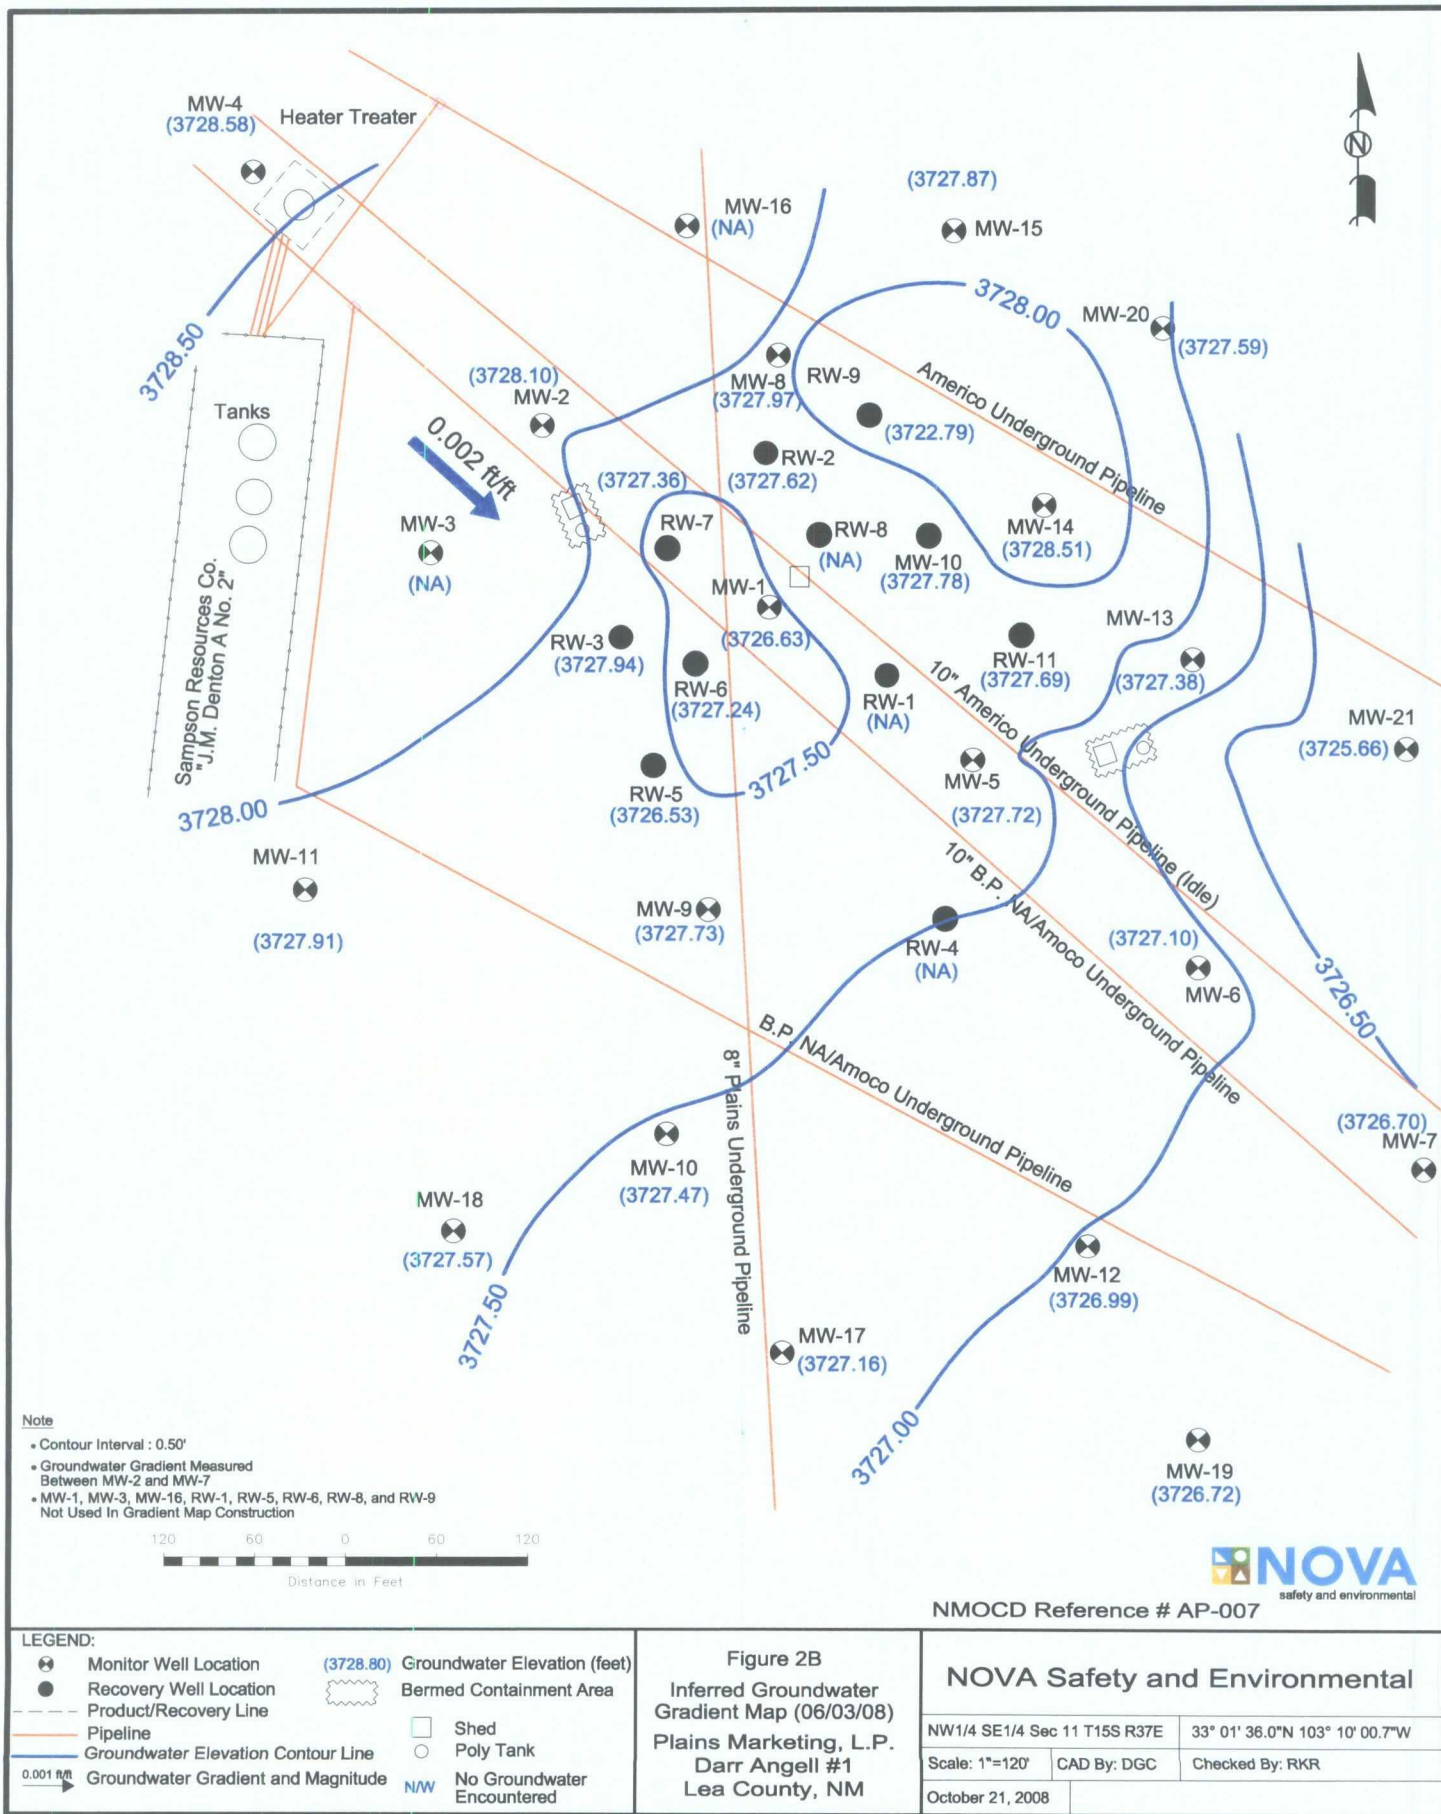 MW-4
(3728.58)
Heater Treater
MW-16
(NA)
(3727.87)
MW-15
N
3728.50
3728.00
MW-20
(3727.59)
(3728.10)
MW-2
MW-8
(3727.97)
RW-9
(3722.79)
Americo Underground Pipeline
Tanks
0.002 ft/ft
(3727.36)
RW-7
RW-2
(3727.62)
MW-3
(NA)
RW-8
(NA)
MW-10
(3727.78)
MW-14
(3728.51)
Sampson Resources Co.
"J.M. Denton A No. 2"
MW-1
(3726.63)
RW-3
(3727.94)
RW-6
(3727.24)
RW-1
(NA)
RW-11
(3727.69)
MW-13
(3727.38)
10" Americo Underground Pipeline (Idle)
MW-21
(3725.66)
3728.00
RW-5
(3726.53)
3727.50
MW-5
(3727.72)
MW-11
(3727.91)
MW-9
(3727.73)
RW-4
(NA)
10" B.P. NA/Amoco Underground Pipeline
(3727.10)
MW-6
3726.50
B.P. NA/Amoco Underground Pipeline
8" Plains Underground Pipeline
(3726.70)
MW-7
MW-10
(3727.47)
MW-18
(3727.57)
3727.50
MW-12
(3726.99)
MW-17
(3727.16)
3727.00
MW-19
(3726.72)
Note
• Contour Interval : 0.50'
• Groundwater Gradient Measured
Between MW-2 and MW-7
• MW-1, MW-3, MW-16, RW-1, RW-5, RW-6, RW-8, and RW-9
Not Used In Gradient Map Construction
120 60 0 60 120
Distance in Feet
NOVA
safety and environmental
NMOCD Reference # AP-007
LEGEND:
Monitor Well Location
Recovery Well Location
Product/Recovery Line
Pipeline
Groundwater Elevation Contour Line
0.001 ft/ft Groundwater Gradient and Magnitude
(3728.80) Groundwater Elevation (feet)
Bermed Containment Area
Shed
Poly Tank
N/W No Groundwater
Encountered
Figure 2B
Inferred Groundwater
Gradient Map (06/03/08)
Plains Marketing, L.P.
Darr Angell #1
Lea County, NM
NOVA Safety and Environmental
NW1/4 SE1/4 Sec 11 T15S R37E 33° 01' 36.0"N 103° 10' 00.7"W
Scale: 1"=120' CAD By: DGC Checked By: RKR
October 21, 2008